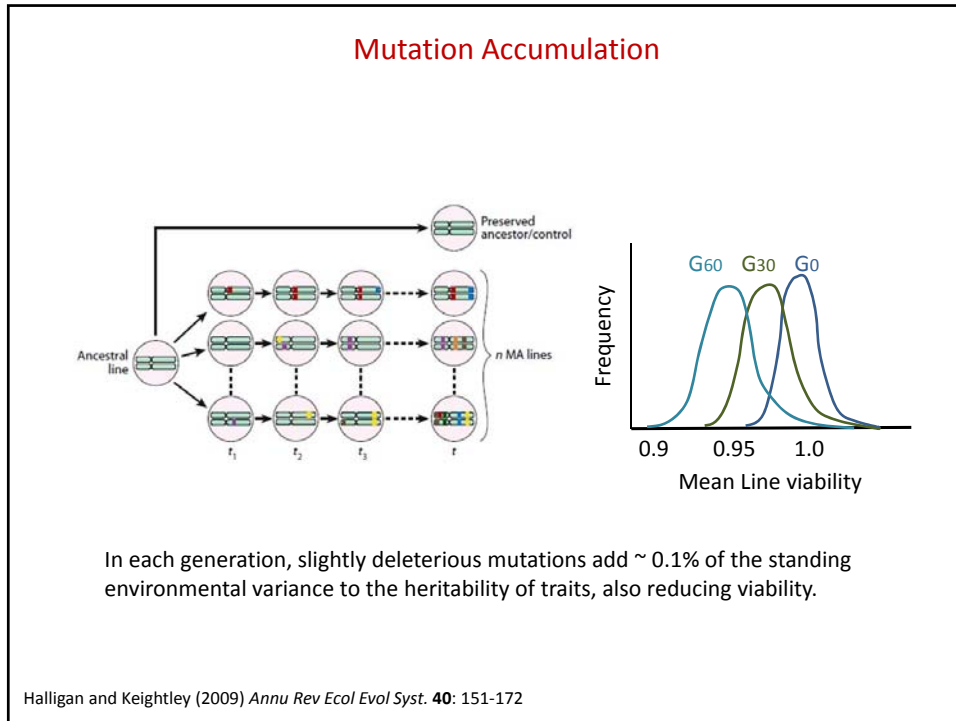 Mutation Accumulation
Preserved
ancestor/control
Ancestral
line
n MA lines
t1 t2 t3 t
G60 G30 G0
Frequency
0.9 0.95 1.0
Mean Line viability
In each generation, slightly deleterious mutations add ~ 0.1% of the standing
environmental variance to the heritability of traits, also reducing viability.
Halligan and Keightley (2009) Annu Rev Ecol Evol Syst. 40: 151-172